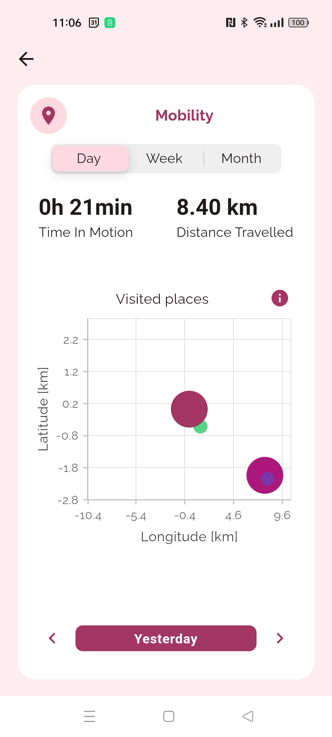 11:06 31 8 100
Mobility
Day Week Month
0h 21min 8.40 km
Time In Motion Distance Travelled
Visited places i
Latitude [km]
2.2
1.2
0.2
-0.8
-1.8
-2.8
-10.4 -5.4 -0.4 4.6 9.6
Longitude [km]
Yesterday